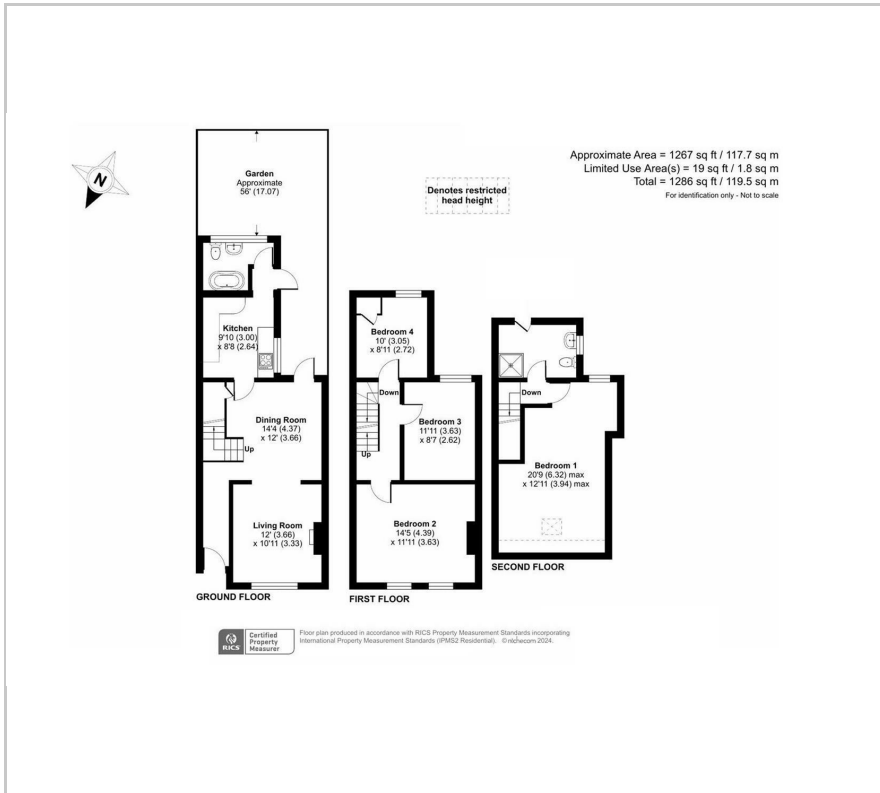 N
Garden
Approximate
56' (17.07)
Approximate Area = 1267 sq ft / 117.7 sq m
Limited Use Area(s) = 19 sq ft / 1.8 sq m
Total = 1286 sq ft / 119.5 sq m
For identification only - Not to scale
Denotes restricted
head height
Kitchen
9'10 (3.00)
x 8'8 (2.64)
Dining Room
14'4 (4.37)
x 12' (3.66)
Up
Living Room
12' (3.66)
x 10'11 (3.33)
GROUND FLOOR
Bedroom 4
10' (3.05)
x 8'11 (2.72)
Down
Bedroom 3
11'11 (3.63)
x 8'7 (2.62)
Up
Bedroom 2
14'5 (4.39)
x 11'11 (3.63)
FIRST FLOOR
Down
Bedroom 1
20'9 (6.32) max
x 12'11 (3.94) max
SECOND FLOOR
RICS
Certified
Property
Measurer
Floor plan produced in accordance with RICS Property Measurement Standards incorporating
International Property Measurement Standards (IPMS2 Residential). © nichecom 2024.